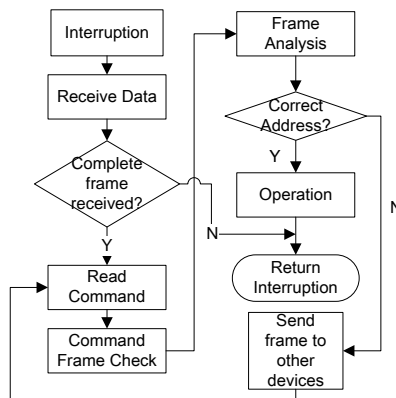 Interruption
Receive Data
Complete
frame
received?
Y
N
Read
Command
Command
Frame Check
Frame
Analysis
Correct
Address?
Y
N
Operation
Return
Interruption
Send
frame to
other
devices